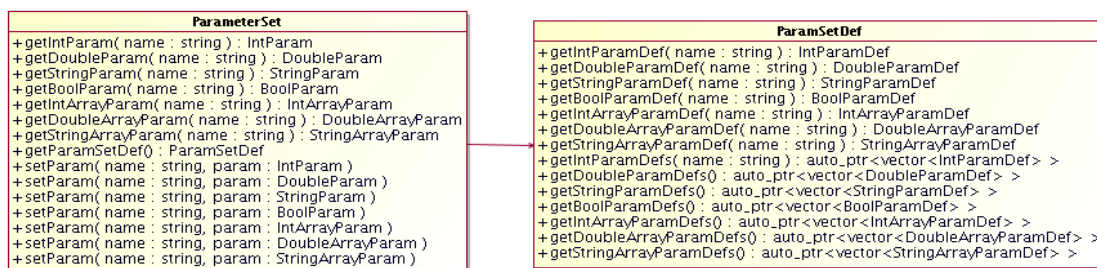 ParameterSet
+getIntParam( name : string ) : IntParam
+getDoubleParam( name : string ) : DoubleParam
+getStringParam( name : string ) : StringParam
+getBoolParam( name : string ) : BoolParam
+getIntArrayParam( name : string ) : IntArrayParam
+getDoubleArrayParam( name : string ) : DoubleArrayParam
+getStringArrayParam( name : string ) : StringArrayParam
+getParamSetDef() : ParamSetDef
+setParam( name : string, param : IntParam )
+setParam( name : string, param : DoubleParam )
+setParam( name : string, param : StringParam )
+setParam( name : string, param : BoolParam )
+setParam( name : string, param : IntArrayParam )
+setParam( name : string, param : DoubleArrayParam )
+setParam( name : string, param : StringArrayParam )
ParamSetDef
+getIntParamDef( name : string ) : IntParamDef
+getDoubleParamDef( name : string ) : DoubleParamDef
+getStringParamDef( name : string ) : StringParamDef
+getBoolParamDef( name : string ) : BoolParamDef
+getIntArrayParamDef( name : string ) : IntArrayParamDef
+getDoubleArrayParamDef( name : string ) : DoubleArrayParamDef
+getStringArrayParamDef( name : string ) : StringArrayParamDef
+getIntParamDefs( name : string ) : auto_ptr<vector<IntParamDef> >
+getDoubleParamDefs() : auto_ptr<vector<DoubleParamDef> >
+getStringParamDefs() : auto_ptr<vector<StringParamDef> >
+getBoolParamDefs() : auto_ptr<vector<BoolParamDef> >
+getIntArrayParamDefs() : auto_ptr<vector<IntArrayParamDef> >
+getDoubleArrayParamDefs() : auto_ptr<vector<DoubleArrayParamDef> >
+getStringArrayParamDefs() : auto_ptr<vector<StringArrayParamDef> >